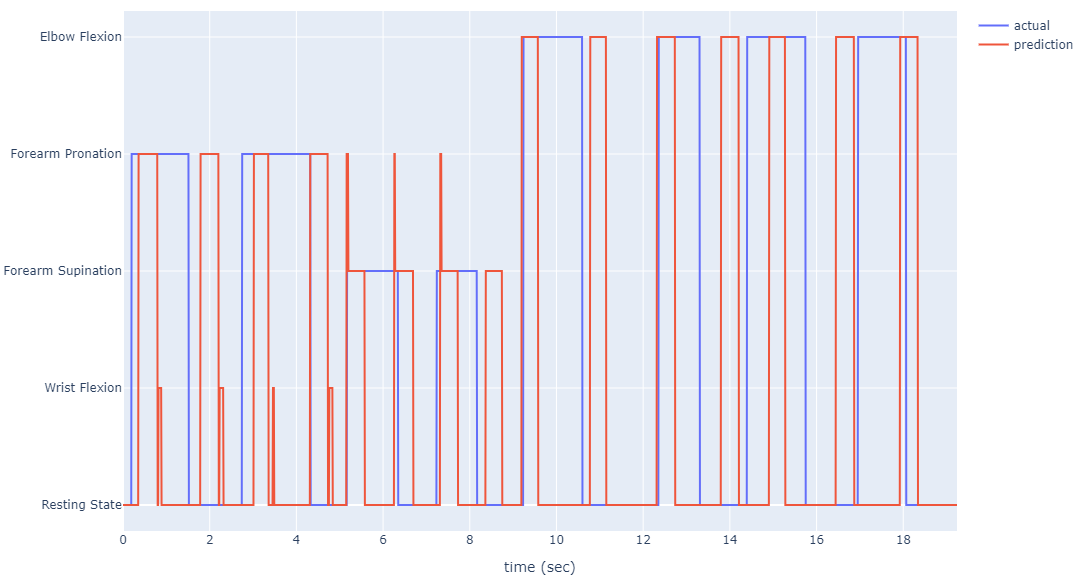 Elbow Flexion
Forearm Pronation
Forearm Supination
Wrist Flexion
Resting State
0 2 4 6 8 10 12 14 16 18
time (sec)
actual
prediction